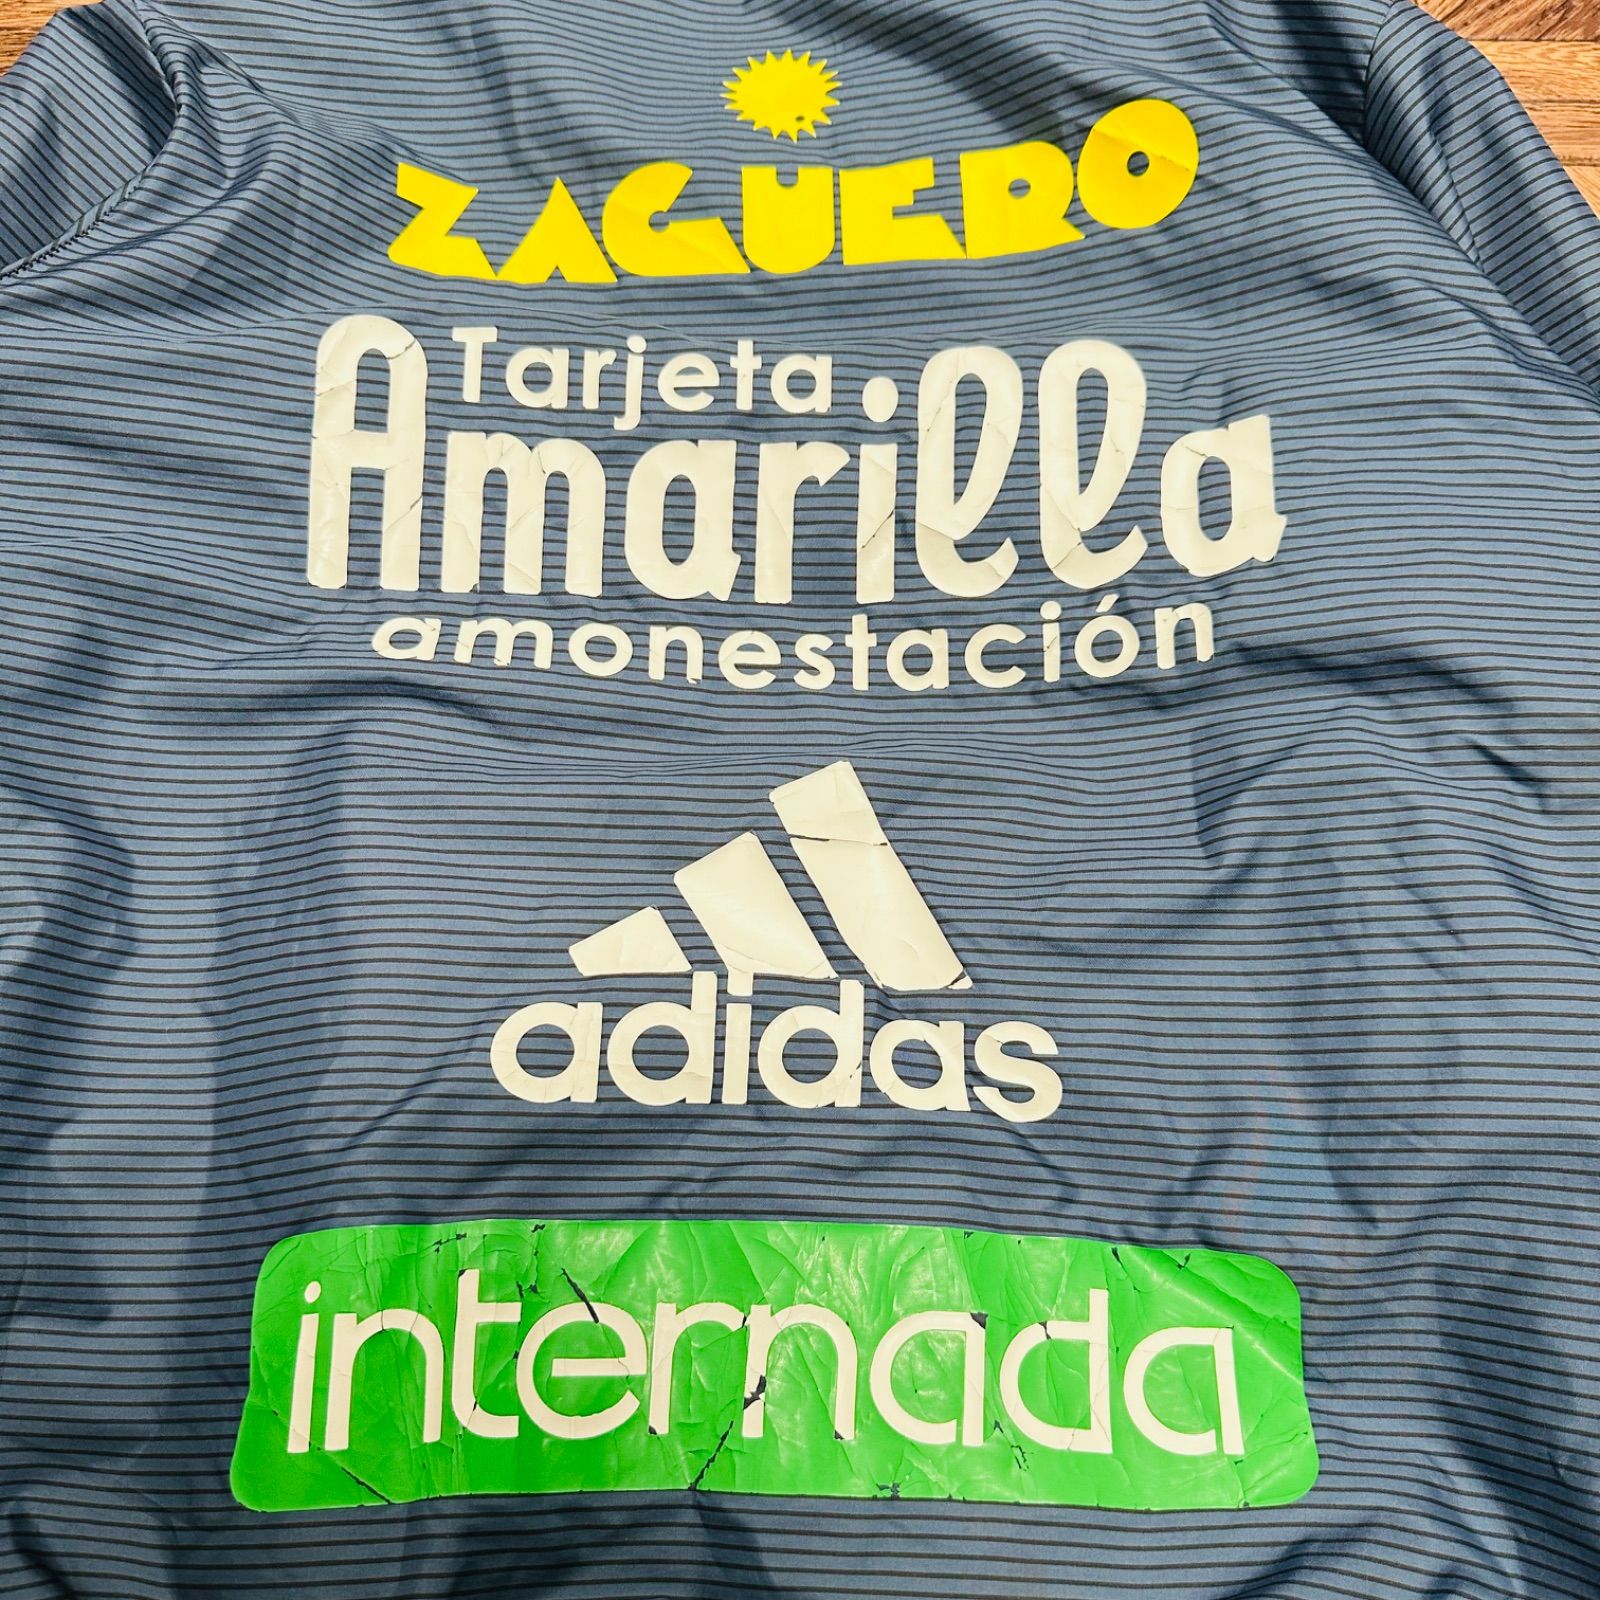 ZAGUERO
Tarjeta
Amarilla
amonestación
adidas
internada